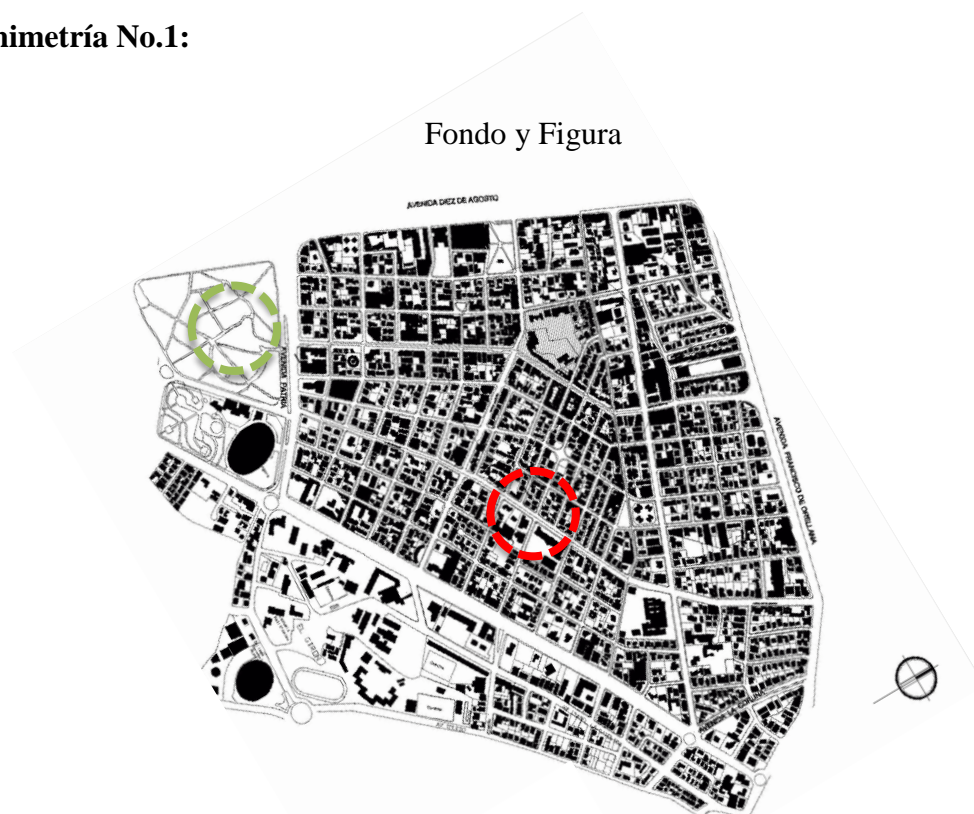 nimetría No.1:
Fondo y Figura
AVENIDA DIEZ DE AGOSTO
AVENIDA PATRIA
AVENIDA FRANCISCO DE ORELLANA